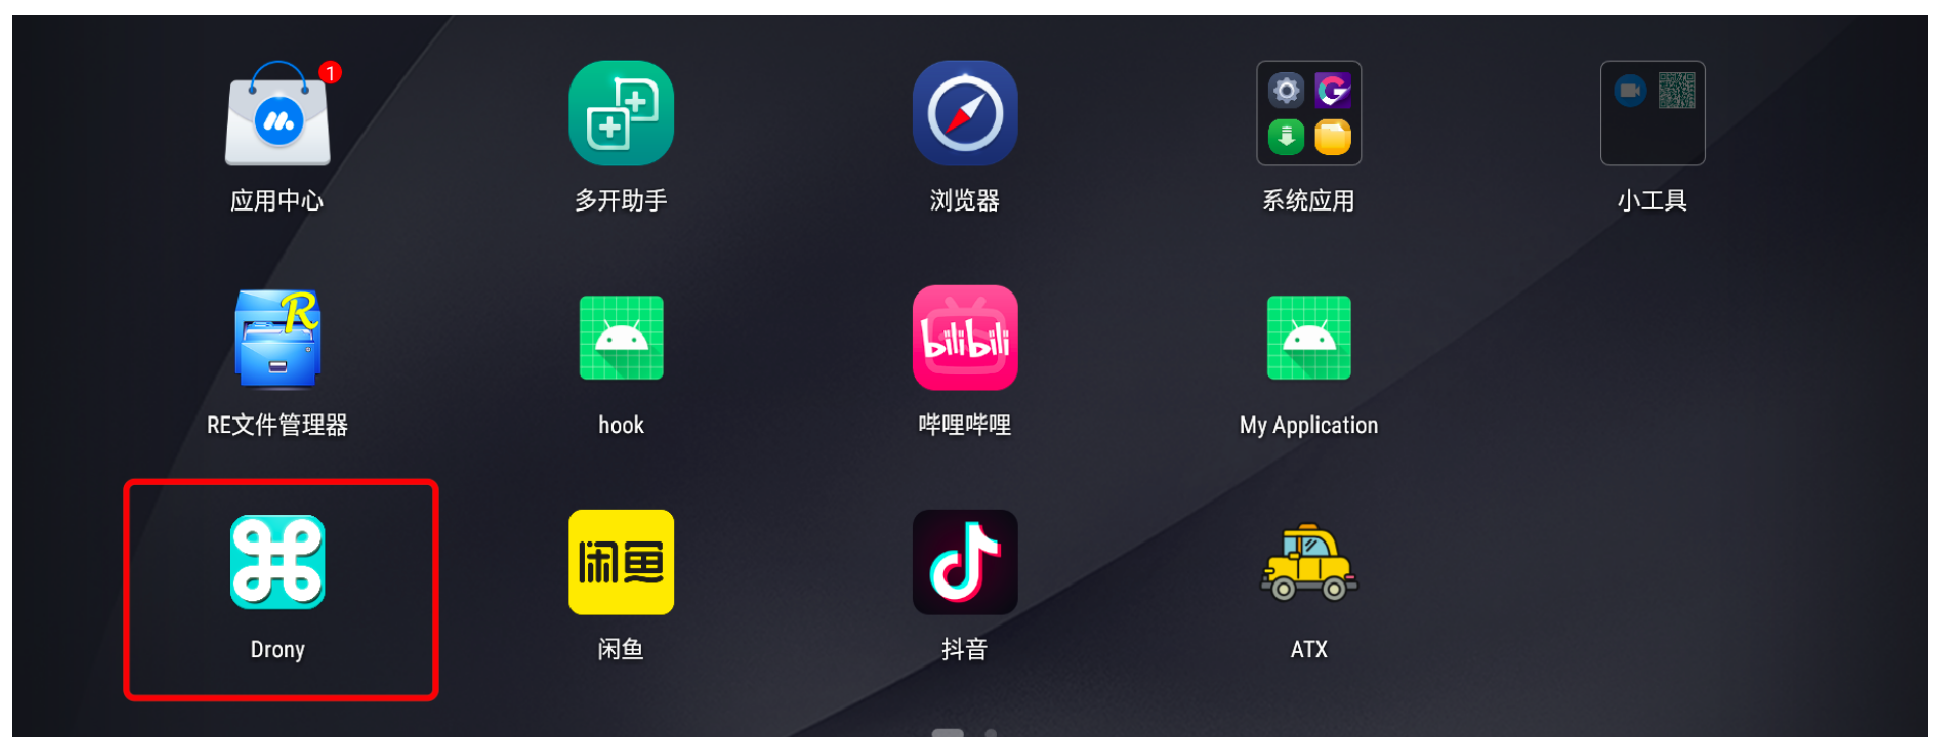 1
应用中心
多开助手
浏览器
系统应用
小工具
R
bilibili
RE文件管理器
hook
哔哩哔哩
My Application
闲鱼
Drony
闲鱼
抖音
ATX